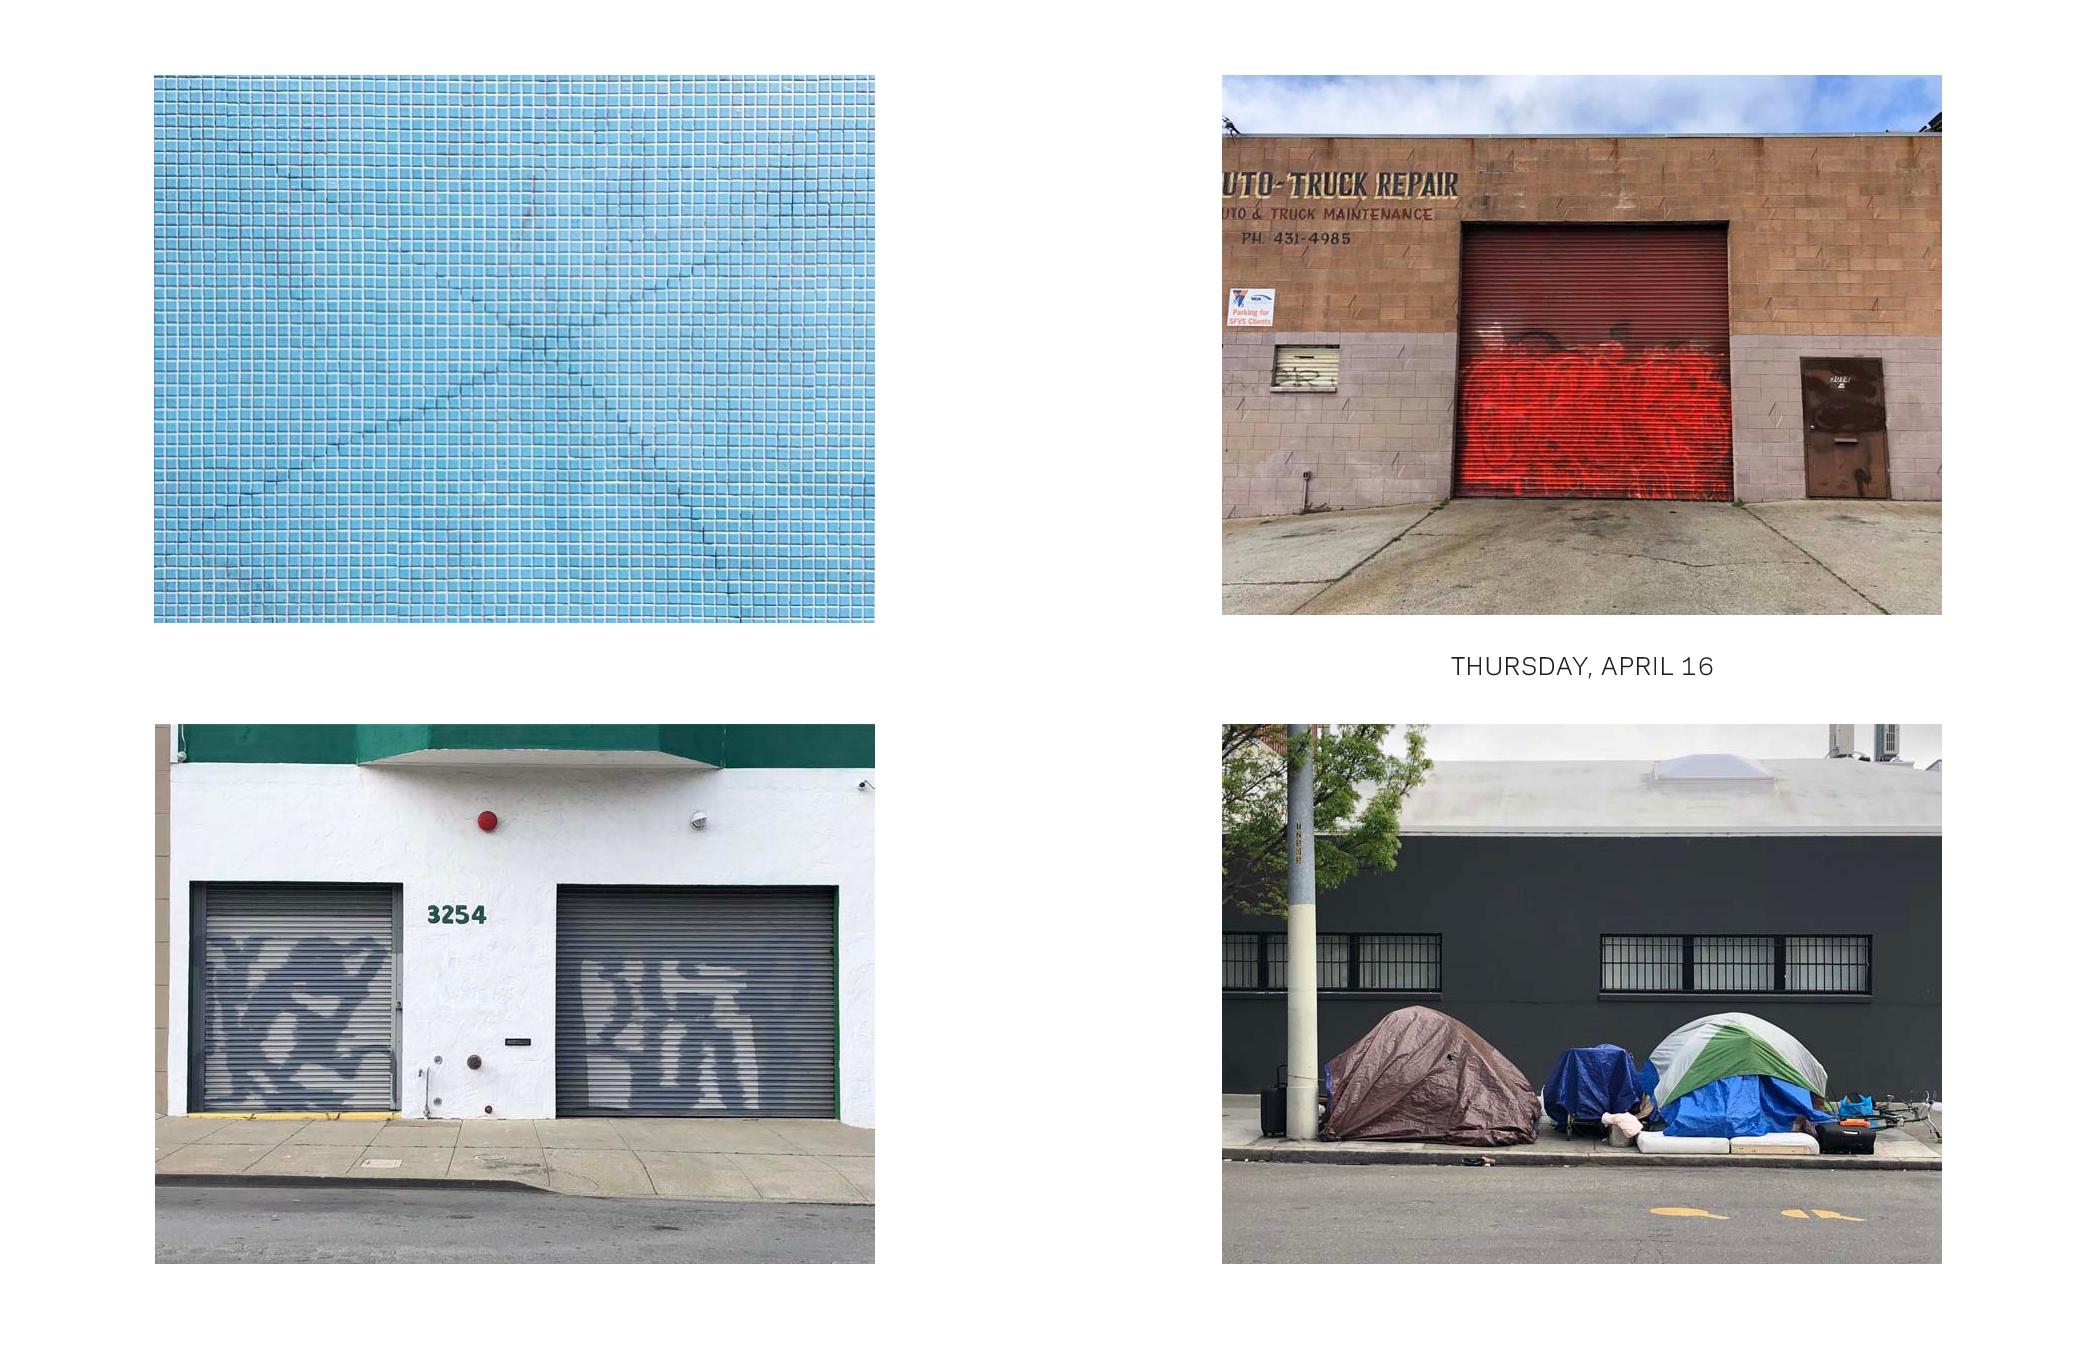 UTO-TRUCK REPAIR
UTO & TRUCK MAINTENANCE
PH. 431-4985
Parking for
SFVS Clients
THURSDAY, APRIL 16
3254